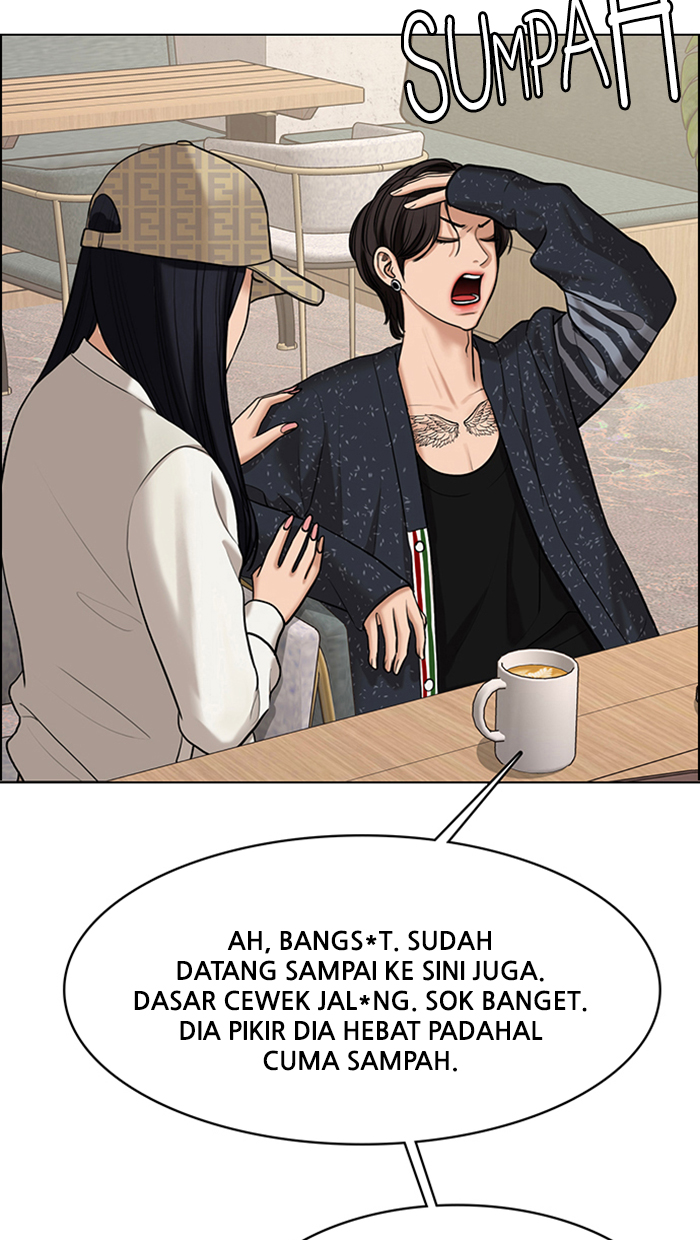 SUMPAH
AH, BANGS*T. SUDAH
DATANG SAMPAI KE SINI JUGA.
DASAR CEWEK JAL*NG. SOK BANGET.
DIA PIKIR DIA HEBAT PADAHAL
CUMA SAMPAH.